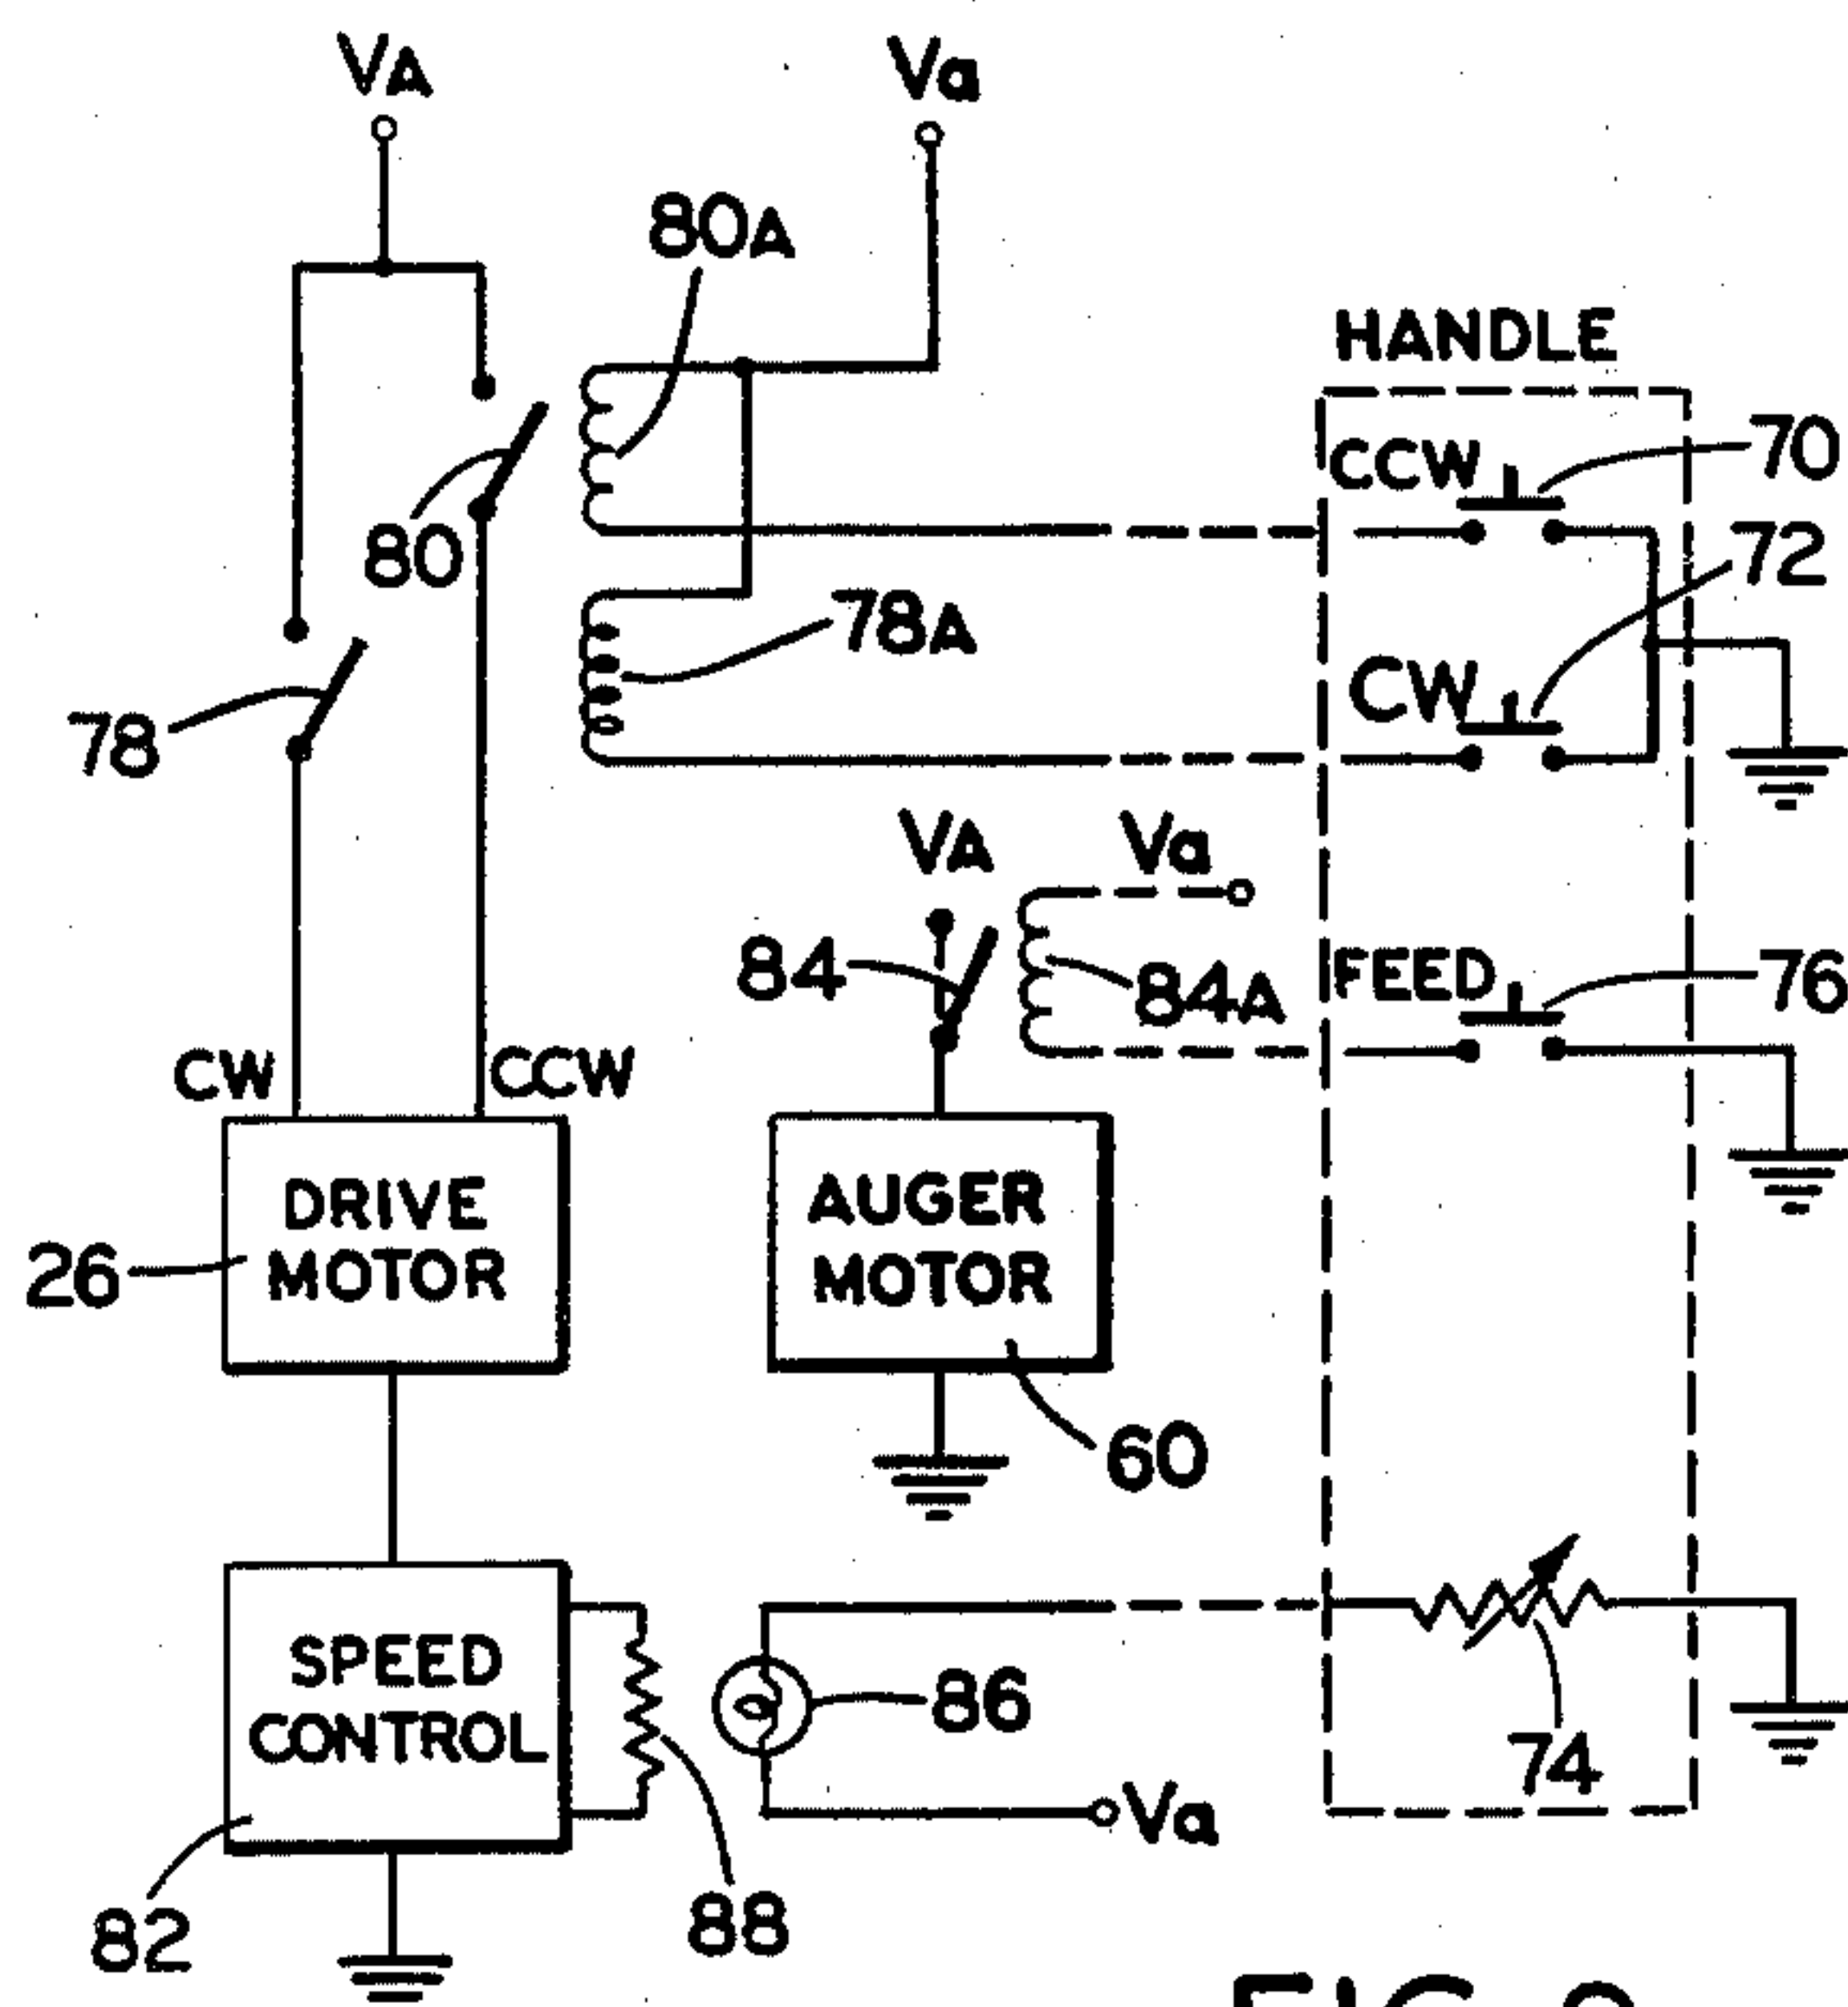 VA
Va
80A
HANDLE
CCW
70
80
72
78A
CW
78
VA
Va
84
84A
FEED
76
CW
CCW
DRIVE
MOTOR
26
AUGER
MOTOR
60
SPEED
CONTROL
86
74
Va
82
88